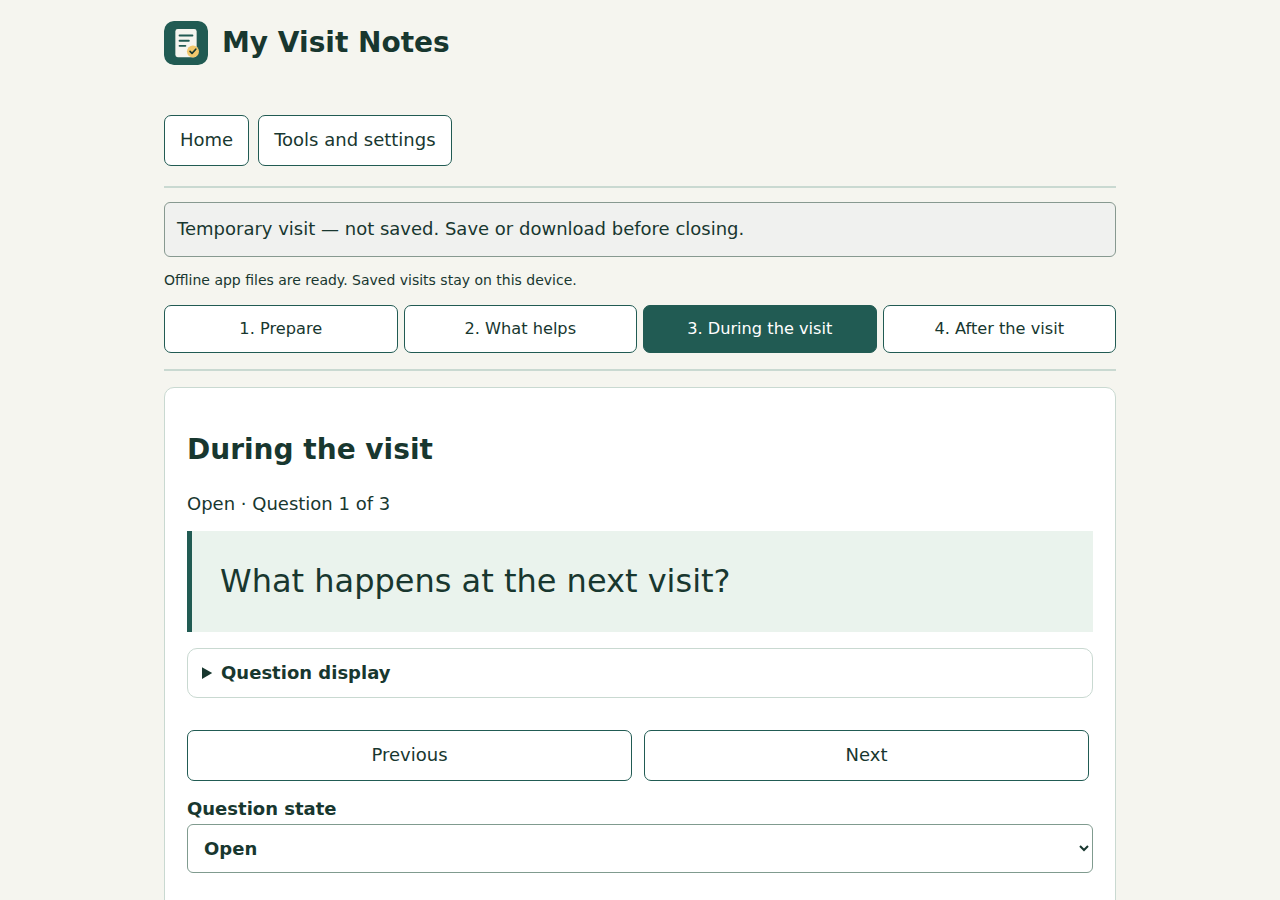 My Visit Notes
Home
Tools and settings
Temporary visit — not saved. Save or download before closing.
Offline app files are ready. Saved visits stay on this device.
1. Prepare
2. What helps
3. During the visit
4. After the visit
During the visit
Open · Question 1 of 3
What happens at the next visit?
Question display
Previous
Next
Question state
Open